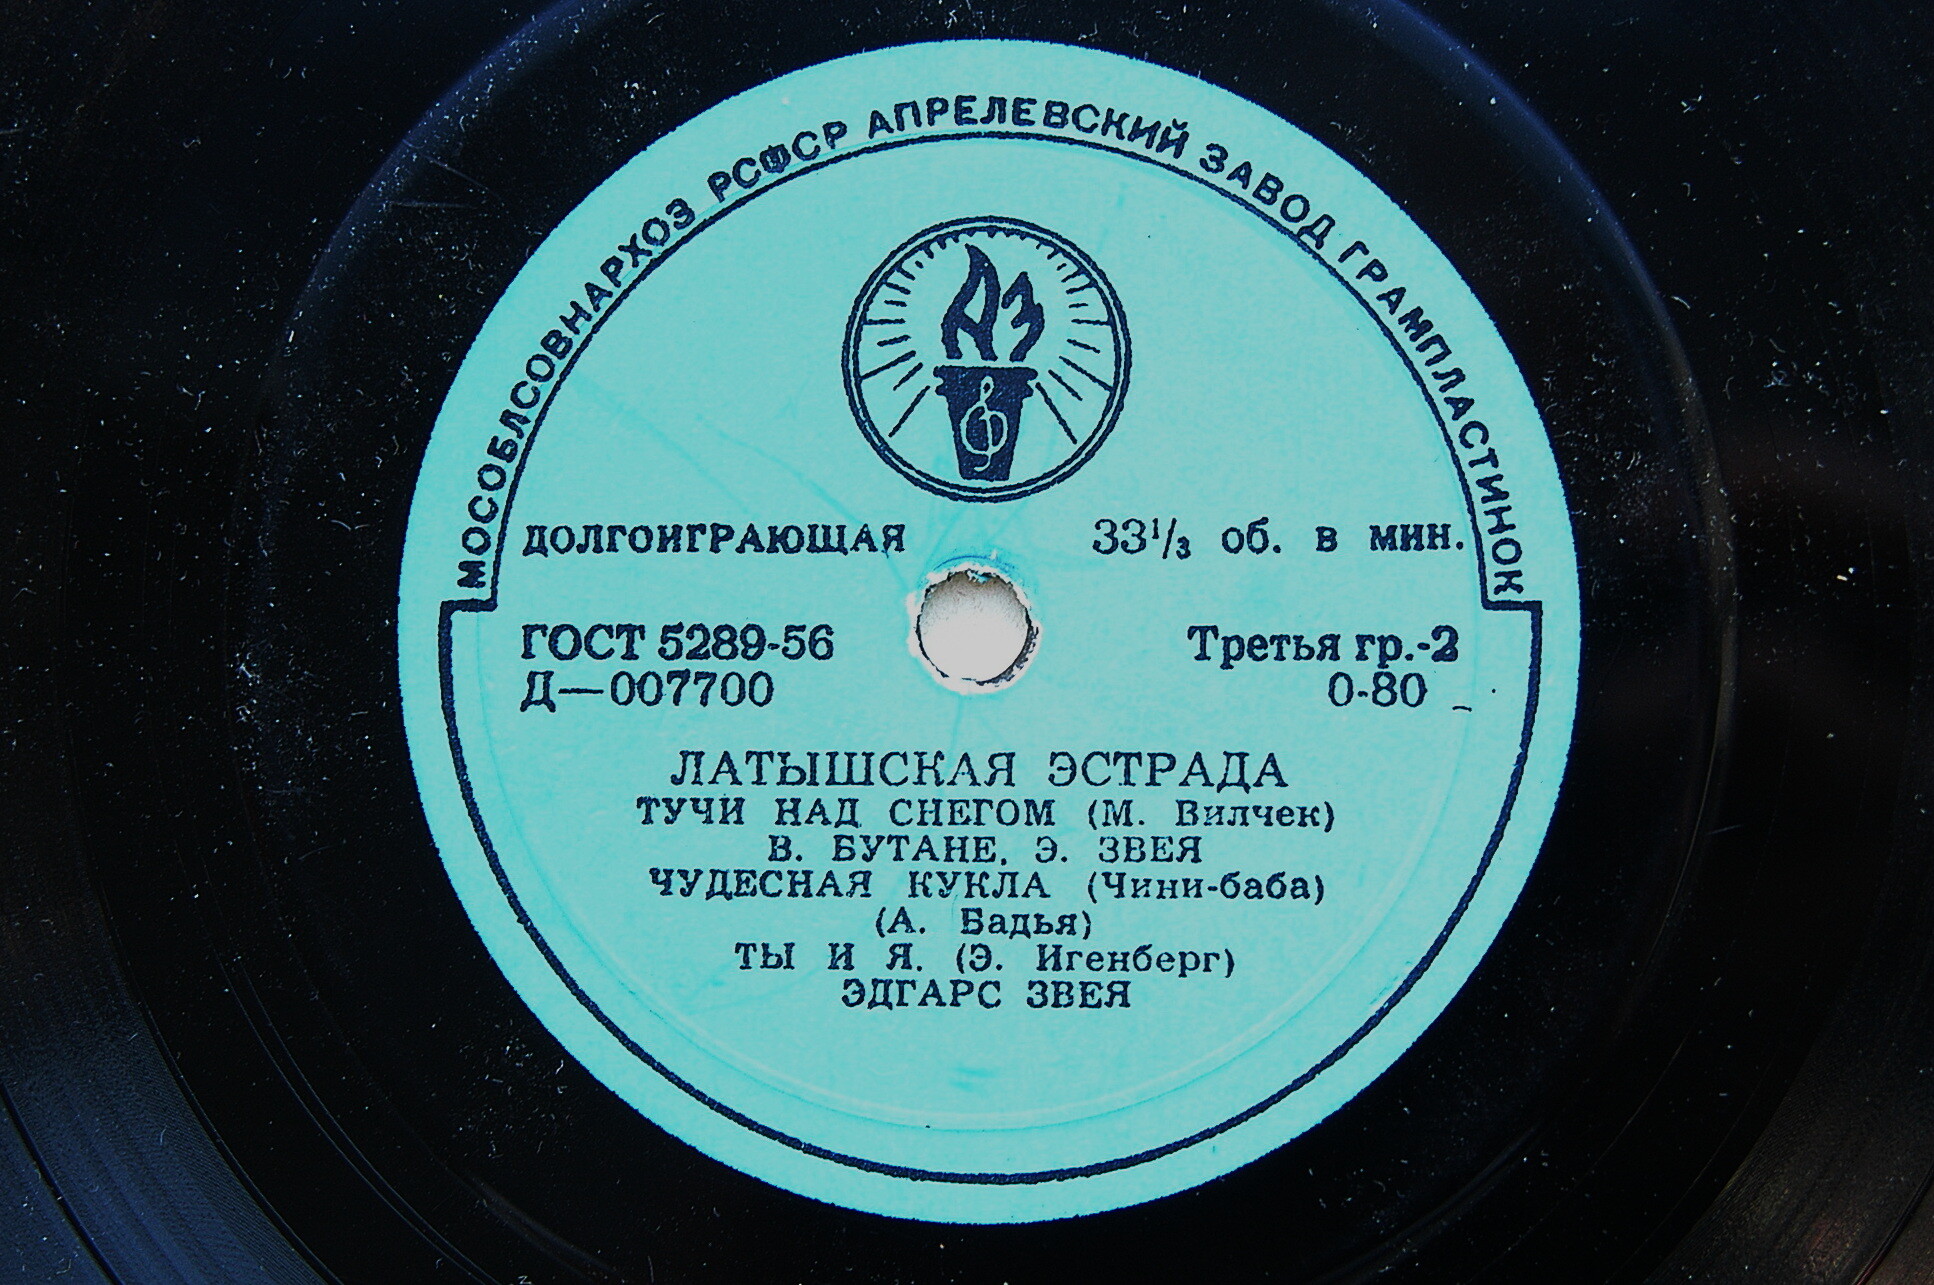 МОСОБЛСОВНАРХОЗ РСФСР АПРЕЛЕВСКИЙ ЗАВОД ГРАМПЛАСТИНОК
АЗ
ДОЛГОИГРАЮЩАЯ 33¹/₃ об. в мин.
ГОСТ 5289-56 Третья гр.-2
Д—007700 0-80
ЛАТЫШСКАЯ ЭСТРАДА
ТУЧИ НАД СНЕГОМ (М. Вилчек)
В. БУТАНЕ, Э. ЗВЕЯ
ЧУДЕСНАЯ КУКЛА (Чини-баба)
(А. Бадья)
ТЫ И Я. (Э. Игенберг)
ЭДГАРС ЗВЕЯ